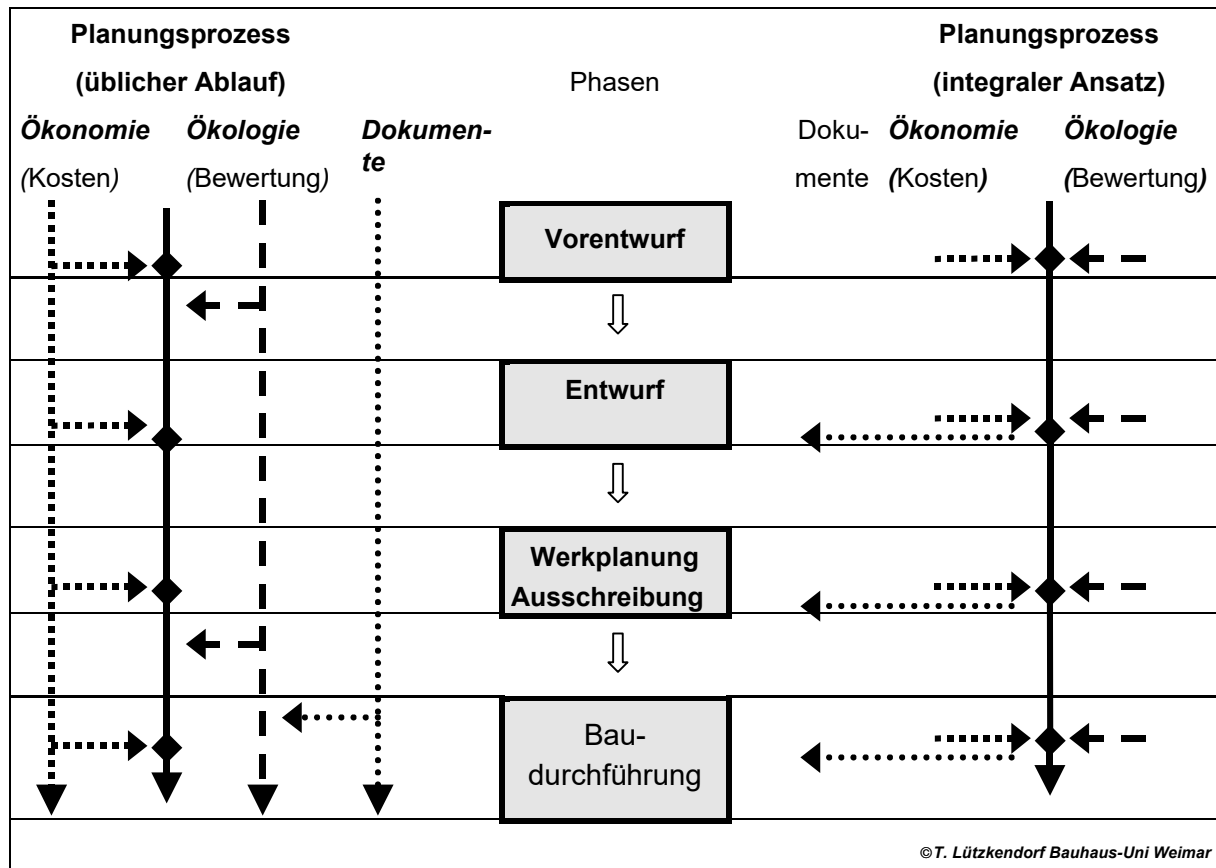 Planungsprozess
(üblicher Ablauf)
Ökonomie
(Kosten)
Ökologie
(Bewertung)
Dokumen-
te
Phasen
Planungsprozess
(integraler Ansatz)
Doku-
mente
Ökonomie
(Kosten)
Ökologie
(Bewertung)
Vorentwurf
Entwurf
Werkplanung
Ausschreibung
Bau-
durchführung
©T. Lützkendorf Bauhaus-Uni Weimar